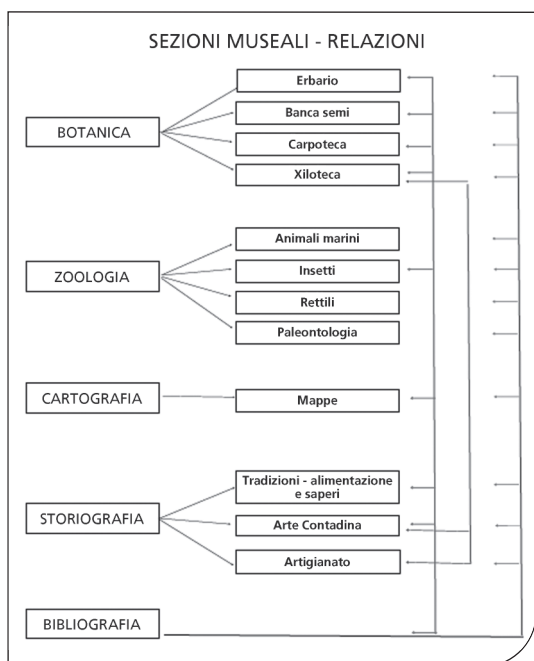 SEZIONI MUSEALI - RELAZIONI
BOTANICA
Erbario
Banca semi
Carpoteca
Xiloteca
ZOOLOGIA
Animali marini
Insetti
Rettili
Paleontologia
CARTOGRAFIA
Mappe
STORIOGRAFIA
Tradizioni - alimentazione
e saperi
Arte Contadina
Artigianato
BIBLIOGRAFIA